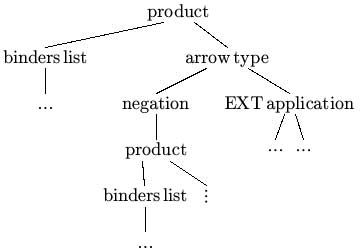 product
binders list arrow type
... negation EXT application
product ... ...
binders list ⋮
...